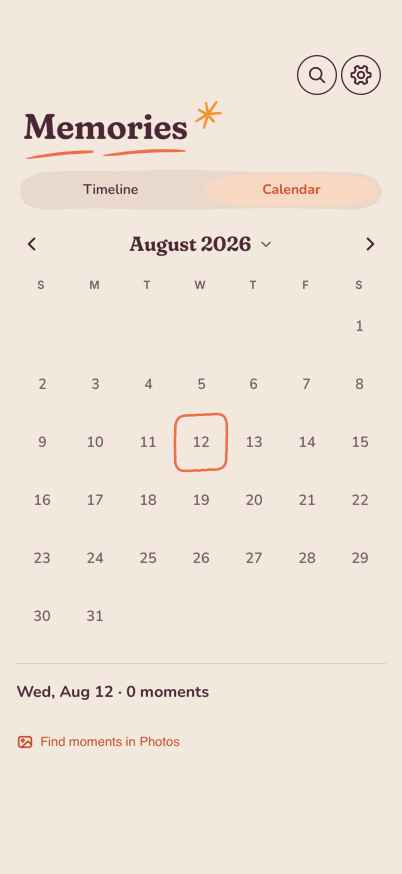 Memories
Timeline Calendar
August 2026
S M T W T F S
1
2 3 4 5 6 7 8
9 10 11 12 13 14 15
16 17 18 19 20 21 22
23 24 25 26 27 28 29
30 31
Wed, Aug 12 · 0 moments
Find moments in Photos